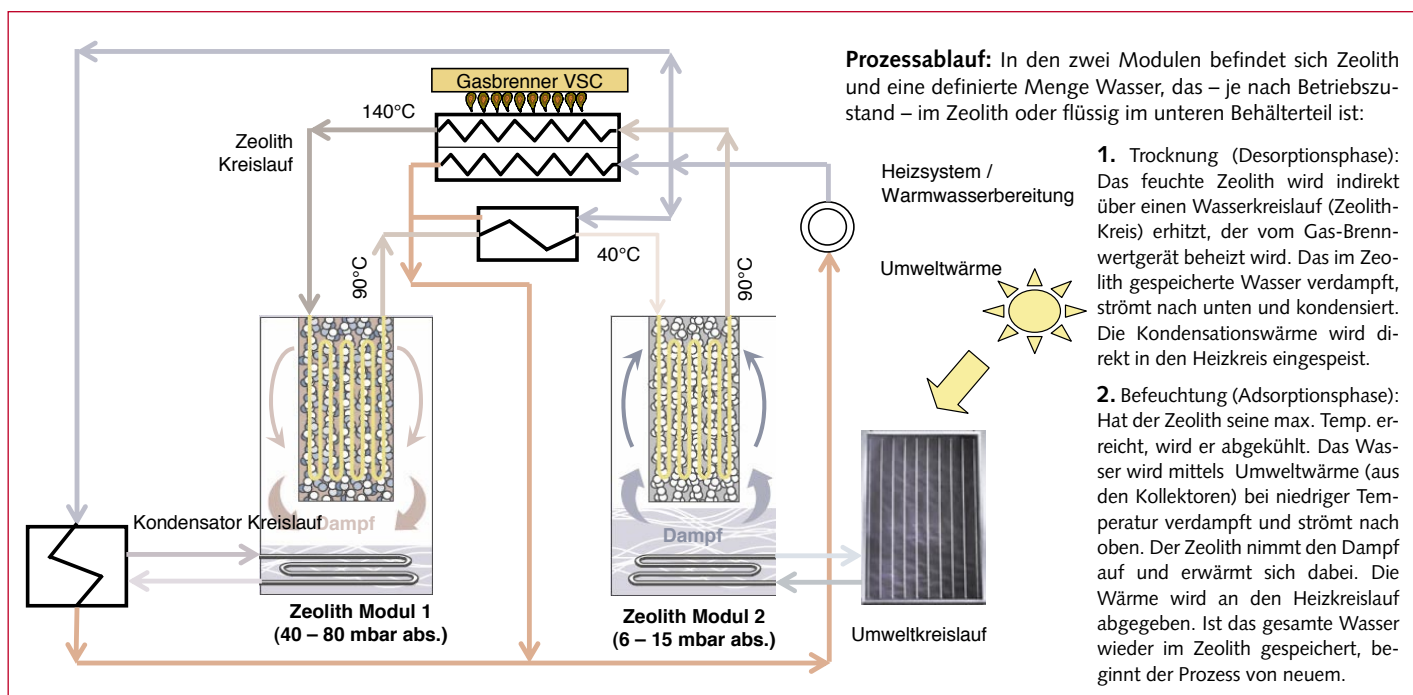 Gasbrenner VSC
140°C
Zeolith
Kreislauf
90°C
40°C
90°C
Heizsystem /
Warmwasserbereitung
Umweltwärme
Dampf
Dampf
Kondensator Kreislauf
Zeolith Modul 1
(40 – 80 mbar abs.)
Zeolith Modul 2
(6 – 15 mbar abs.)
Umweltkreislauf
Prozessablauf: In den zwei Modulen befindet sich Zeolith
und eine definierte Menge Wasser, das – je nach Betriebszu-
stand – im Zeolith oder flüssig im unteren Behälterteil ist:
1. Trocknung (Desorptionsphase):
Das feuchte Zeolith wird indirekt
über einen Wasserkreislauf (Zeolith-
Kreis) erhitzt, der vom Gas-Brenn-
wertgerät beheizt wird. Das im Zeo-
lith gespeicherte Wasser verdampft,
strömt nach unten und kondensiert.
Die Kondensationswärme wird di-
rekt in den Heizkreis eingespeist.
2. Befeuchtung (Adsorptionsphase):
Hat der Zeolith seine max. Temp. er-
reicht, wird er abgekühlt. Das Was-
ser wird mittels Umweltwärme (aus
den Kollektoren) bei niedriger Tem-
peratur verdampft und strömt nach
oben. Der Zeolith nimmt den Dampf
auf und erwärmt sich dabei. Die
Wärme wird an den Heizkreislauf
abgegeben. Ist das gesamte Wasser
wieder im Zeolith gespeichert, be-
ginnt der Prozess von neuem.